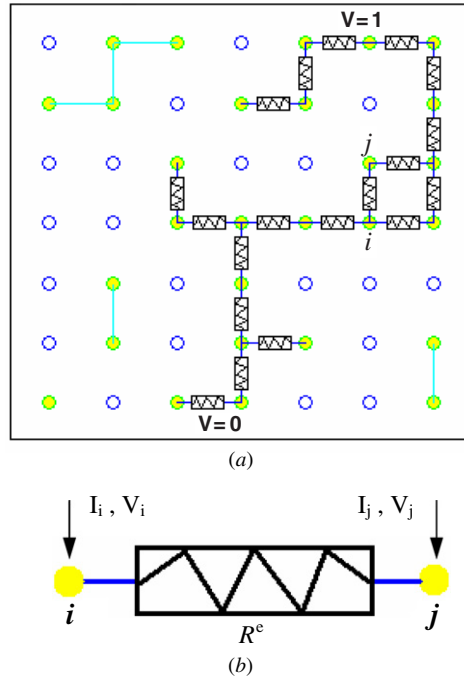 V=1
j
i
V=0
(a)
I_i , V_i I_j , V_j
i j
R^e
(b)